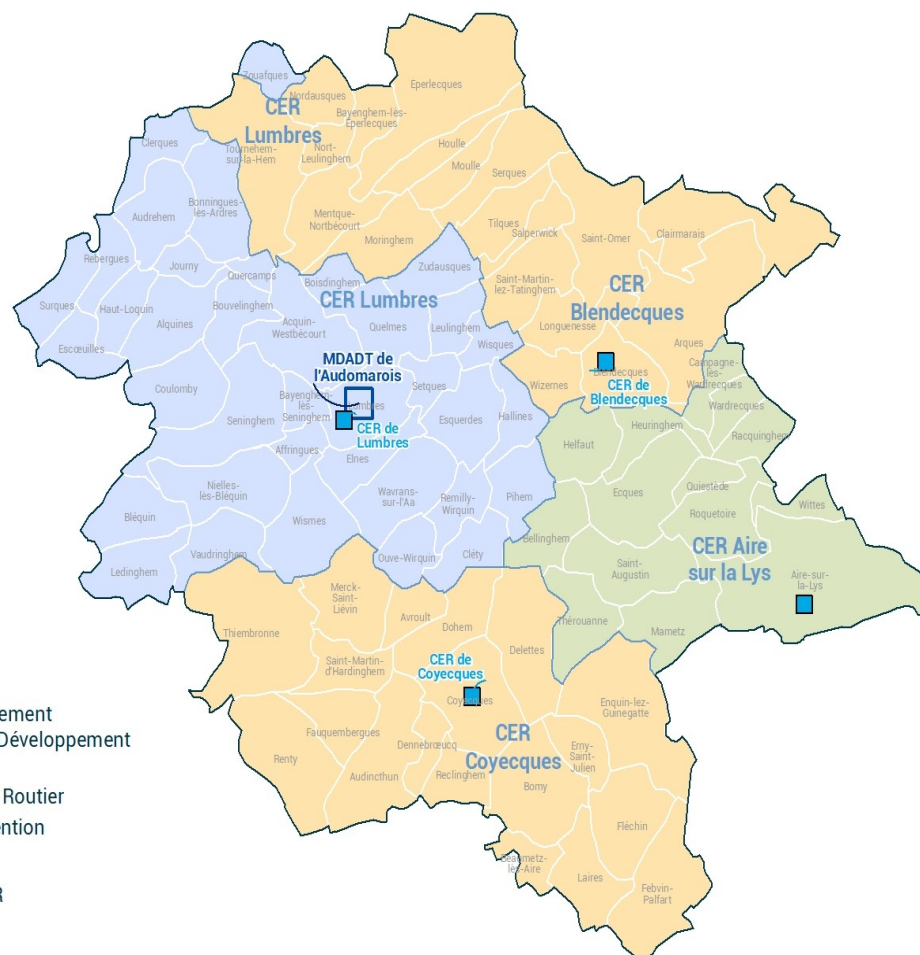 Eperlecques
Zouafques
Nordausques
CER
Lumbres
Bayenghem-lès-
Eperlecques
Clerques
Tournehem-
sur-la-Hem
Nort-
Leulinghem
Houlle
Moulle
Serques
Bonningues-
lès-Ardres
Audrehem
Mentque-
Nortbécourt
Moringhem
Tilques
Salperwick
Saint-Omer
Clairmarais
Rebergues
Journy
Quercamps
Boisdinghem
Zudausques
Saint-Martin
lez-Tatinghem
CER
Blendecques
Surques
Haut-Loquin
Bouvelinghem
CER Lumbres
Alquines
Acquin-
Westbécourt
Quelmes
Leulinghem
Longuenesse
Wisques
Arques
Escœuilles
MDADT de
l'Audomarois
Campagne-
lès-
Wardrecques
Coulomby
Setques
Wizernes
Blendecques
CER de
Blendecques
Bayenghem-
lès-
Seninghem
Lumbres
Wardrecques
Seninghem
CER de
Lumbres
Esquerdes
Hallines
Heuringhem
Racquinghem
Affringues
Elnes
Helfaut
Nielles-
lès-Bléquin
Wavrans-
sur-l'Aa
Remilly-
Wirquin
Pihem
Ecques
Quiestède
Roquetoire
Wittes
Bléquin
Wismes
Bellinghem
Vaudringhem
Ouve-Wirquin
Cléty
CER Aire
sur la Lys
Ledinghem
Saint-
Augustin
Aire-sur-
la-Lys
Merck-
Saint-
Liévin
Avroult
Dohem
Thérouanne
Mametz
Thiembronne
Delettes
Saint-Martin-
d'Hardinghem
CER de
Coyecques
Coyecques
Enquin-lez-
Guinegatte
ement
Développement
Fauquembergues
Dennebrœucq
CER
Coyecques
Renty
Audincthun
Reclinghem
Erny-
Saint-
Julien
Bomy
Routier
ention
Fléchin
Beaumetz-
lès-Aire
Laires
Febvin-
Palfart
R